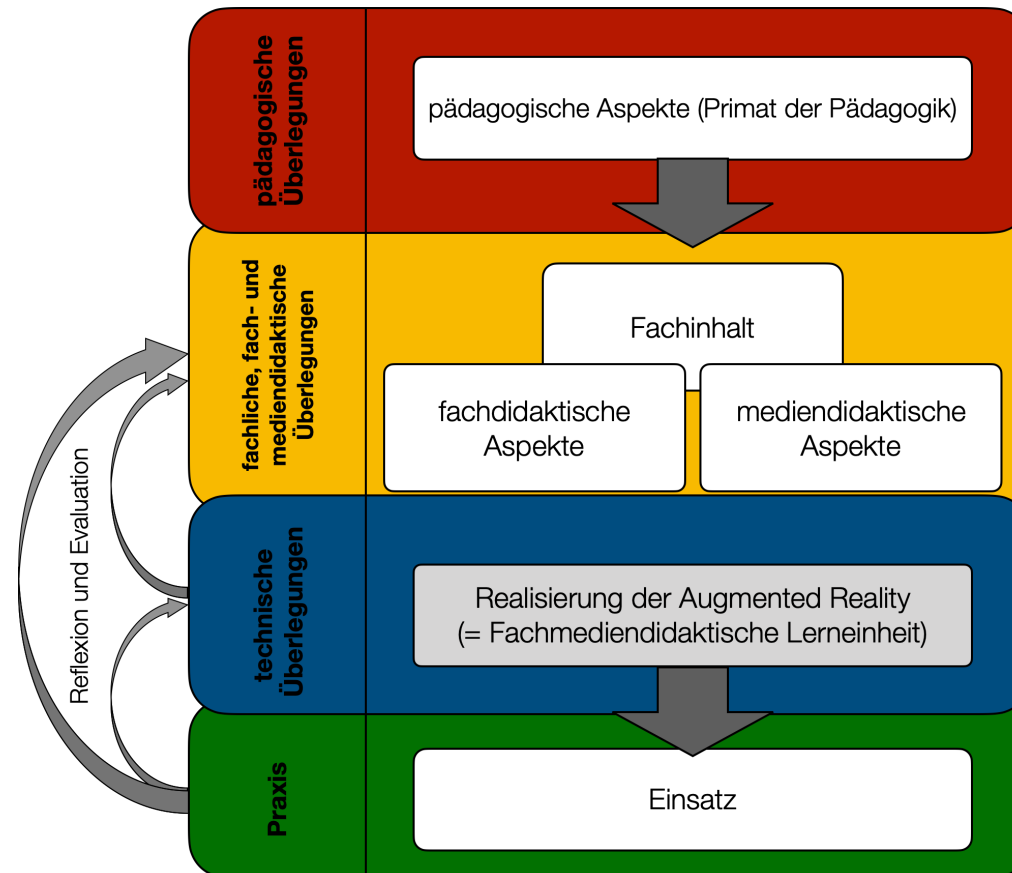 pädagogische
Überlegungen
pädagogische Aspekte (Primat der Pädagogik)
fachliche, fach- und
mediendidaktische
Überlegungen
Fachinhalt
fachdidaktische
Aspekte
mediendidaktische
Aspekte
Reflexion und Evaluation
technische
Überlegungen
Realisierung der Augmented Reality
(= Fachmediendidaktische Lerneinheit)
Praxis
Einsatz